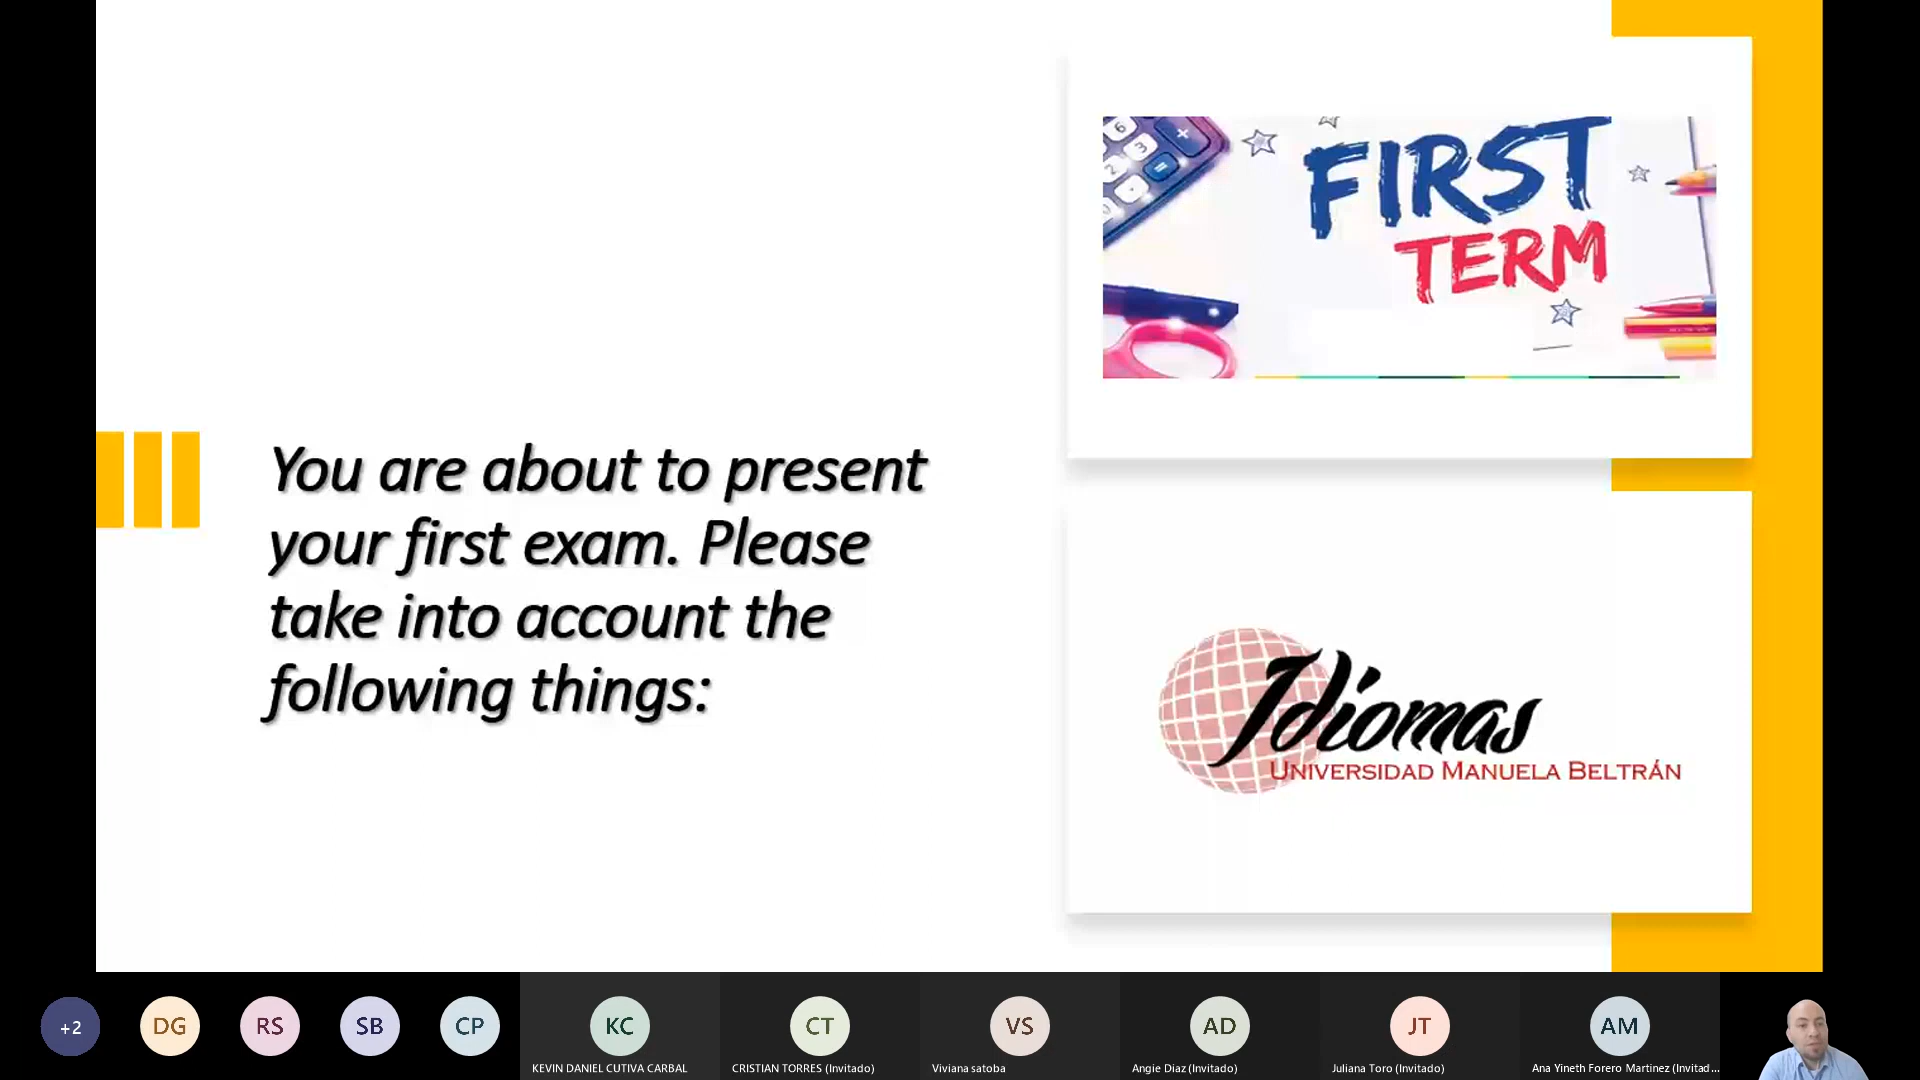 FIRST
TERM
You are about to present
your first exam. Please
take into account the
following things:
Idiomas
UNIVERSIDAD MANUELA BELTRÁN
+2
DG
RS
SB
CP
KC
CT
VS
AD
JT
AM
KEVIN DANIEL CUTIVA CARBAL
CRISTIAN TORRES (Invitado)
Viviana satoba
Angie Diaz (Invitado)
Juliana Toro (Invitado)
Ana Yineth Forero Martinez (Invitad...